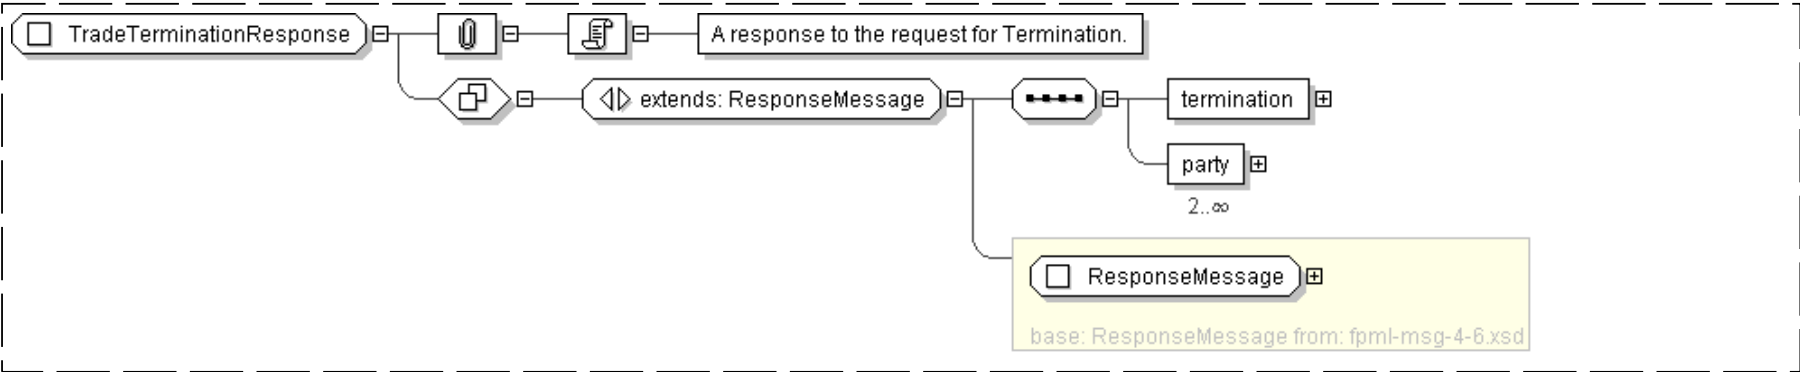 TradeTerminationResponse
A response to the request for Termination.
extends: ResponseMessage
termination
party
2..∞
ResponseMessage
base: ResponseMessage from: fpml-msg-4-6.xsd